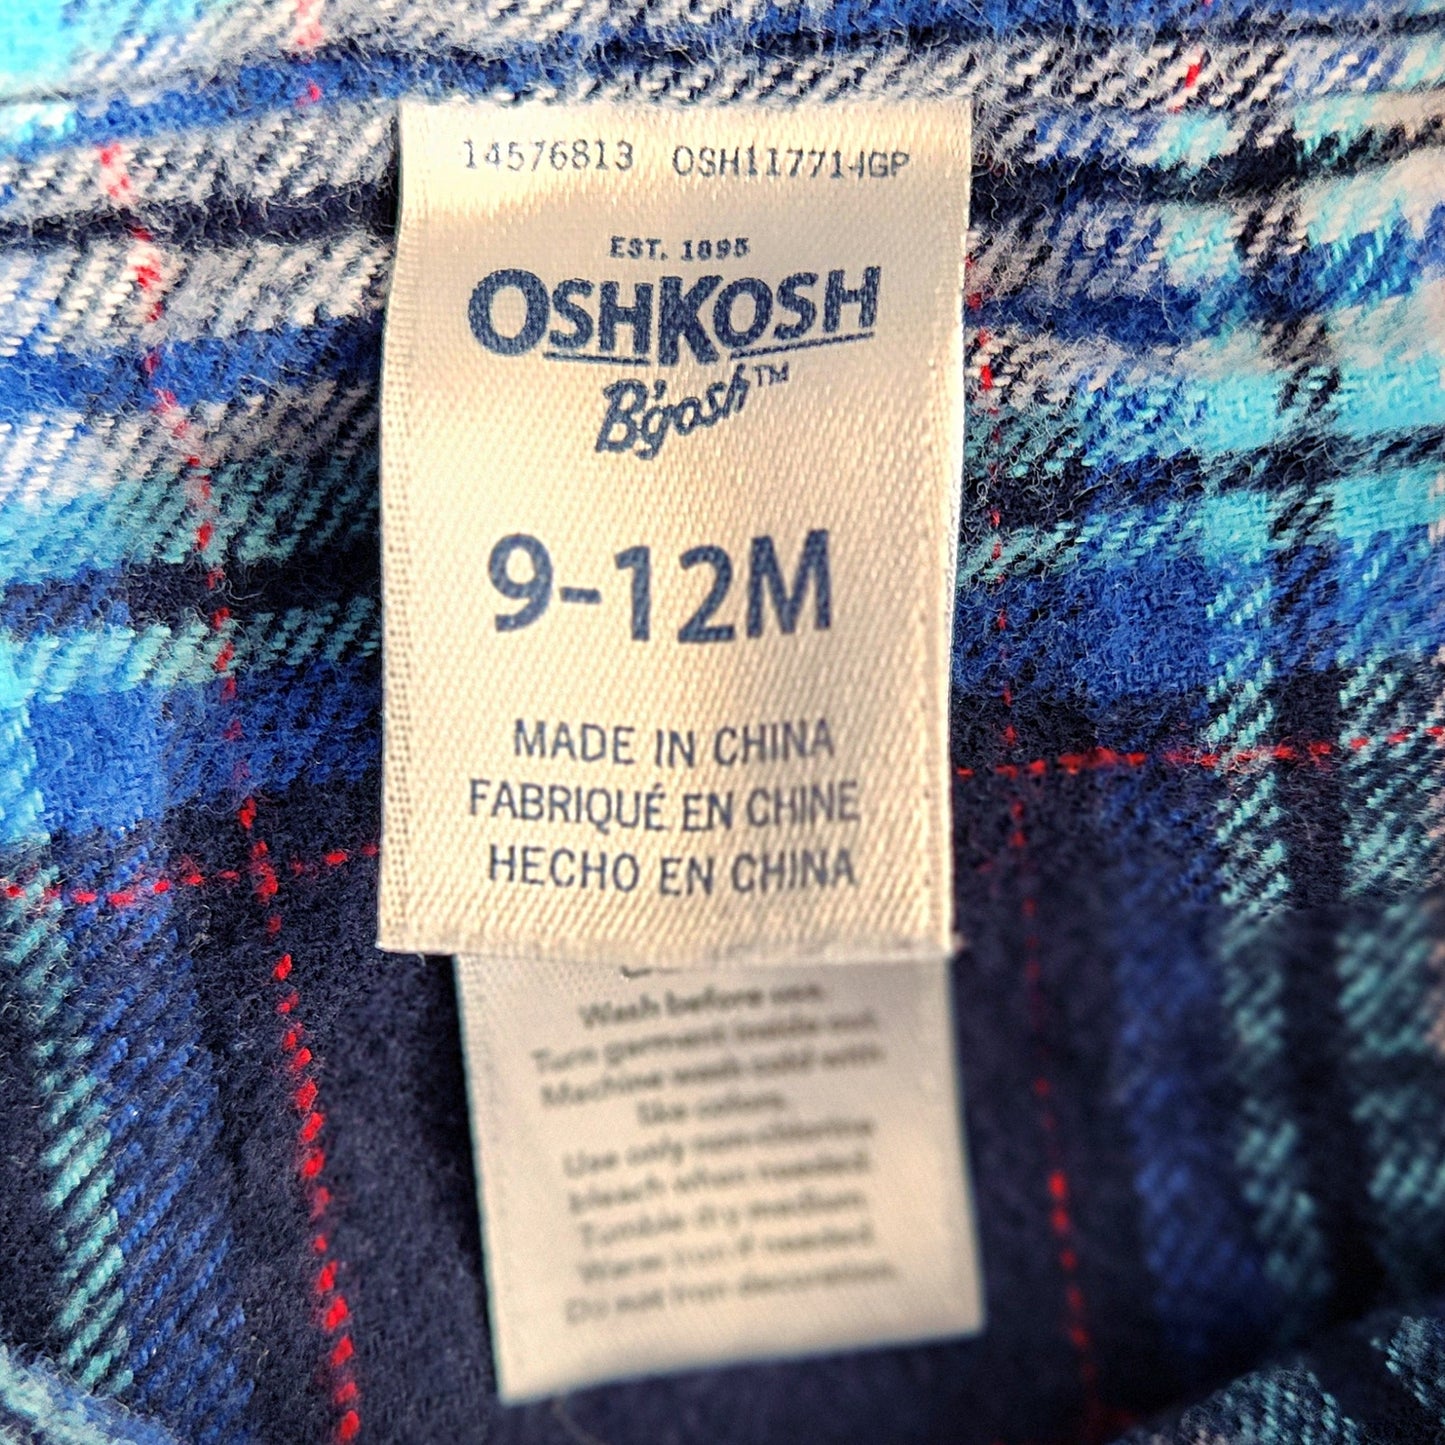 14576813 OSH117714GP
EST. 1895
OSHKOSH
B'gosh™
9-12M
MADE IN CHINA
FABRIQUÉ EN CHINE
HECHO EN CHINA
Wash before use.
Turn garment inside out.
Machine wash cold with
like colors.
Use only non-chlorine
bleach when needed.
Tumble dry medium.
Warm iron if needed.
Do not iron decoration.